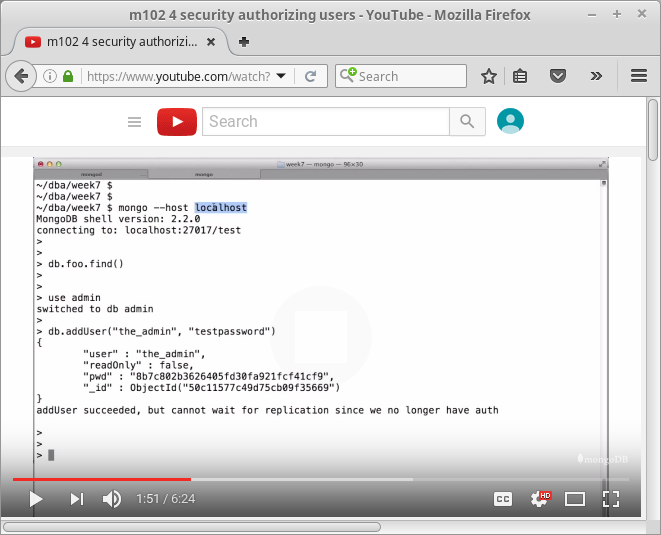 m102 4 security authorizing users - YouTube - Mozilla Firefox
m102 4 security authorizi...
https://www.youtube.com/watch?
Search
Search
week7 — mongo — 96×30
mongod
mongo
~/dba/week7 $
~/dba/week7 $
~/dba/week7 $ mongo --host localhost
MongoDB shell version: 2.2.0
connecting to: localhost:27017/test
>
>
> db.foo.find()
>
>
> use admin
switched to db admin
>
> db.addUser("the_admin", "testpassword")
{
        "user" : "the_admin",
        "readOnly" : false,
        "pwd" : "8b7c802b3626405fd30fa921fcf41cf9",
        "_id" : ObjectId("50c11577c49d75cb09f35669")
}
addUser succeeded, but cannot wait for replication since we no longer have auth
>
>
>
mongoDB
1:51 / 6:24
CC
HD